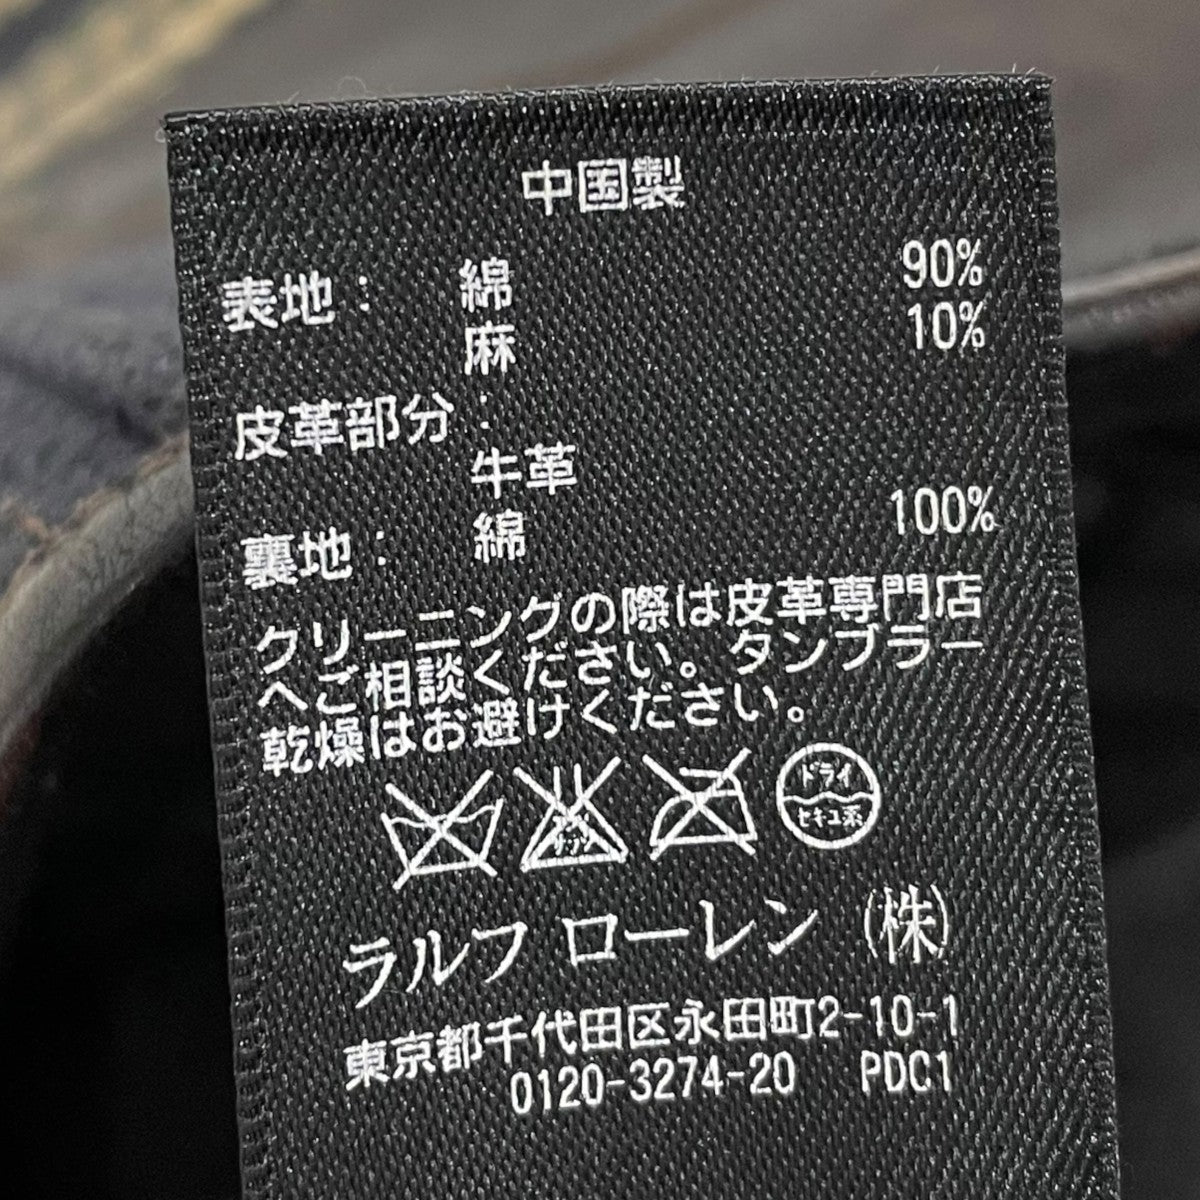 中国製
表地： 綿 90%
麻 10%
皮革部分：
牛革
裏地： 綿 100%
クリーニングの際は皮革専門店
へご相談ください。タンブラー
乾燥はお避けください。
ドライ
セキユ系
ラルフ ローレン (株)
東京都千代田区永田町2-10-1
0120-3274-20 PDC1